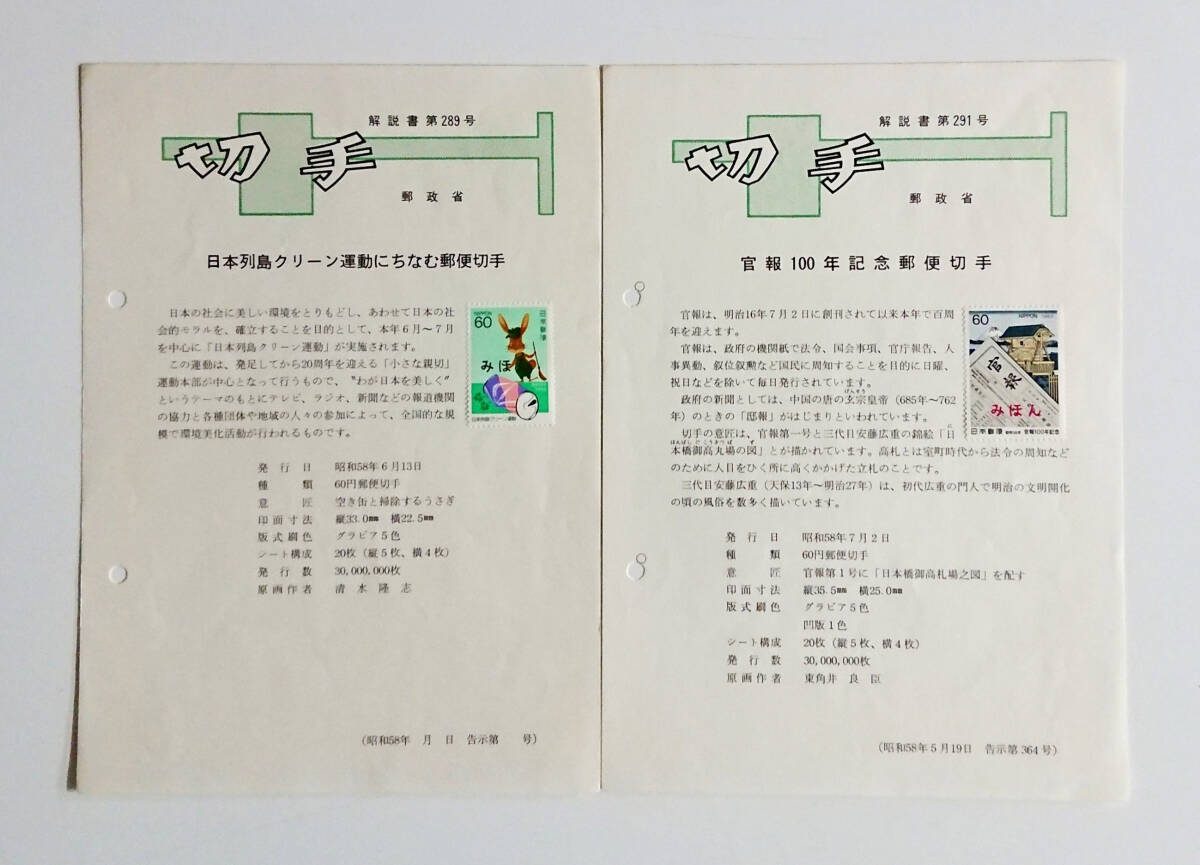 解説書第289号
切手
郵政省
日本列島クリーン運動にちなむ郵便切手
日本の社会に美しい環境をとりもどし、あわせて日本の社
会的モラルを、確立することを目的として、本年6月～7月
を中心に「日本列島クリーン運動」が実施されます。
この運動は、発足してから20周年を迎える「小さな親切」
運動本部が中心となって行うもので、〝わが日本を美しく〟
というテーマのもとにテレビ、ラジオ、新聞などの報道機関
の協力と各種団体や地域の人々の参加によって、全国的な規
模で環境美化活動が行われるものです。
NIPPON
60
日本郵便
みほ
日本列島クリーン運動
発行日 昭和58年6月13日
種類 60円郵便切手
意匠 空き缶と掃除するうさぎ
印面寸法 縦33.0㎜ 横22.5㎜
版式刷色 グラビア5色
シート構成 20枚（縦5枚、横4枚）
発行数 30,000,000枚
原画作者 清水隆志
（昭和58年 月 日 告示第 号）
解説書第291号
切手
郵政省
官報100年記念郵便切手
官報は、明治16年7月2日に創刊されて以来本年で百周
年を迎えます。
官報は、政府の機関紙で法令、国会事項、官庁報告、人
事異動、叙位叙勲など国民に周知することを目的に日曜、
祝日などを除いて毎日発行されています。
げんそう
政府の新聞としては、中国の唐の玄宗皇帝（685年～762
年）のときの「邸報」がはじまりといわれています。
切手の意匠は、官報第一号と三代目安藤広重の錦絵「日
に
ほんばしごこうさつば ず
本橋御高丸場の図」とが描かれています。高札とは室町時代から法令の周知など
のために人目をひく所に高くかかげた立札のことです。
三代目安藤広重（天保13年～明治27年）は、初代広重の門人で明治の文明開化
の頃の風俗を数多く描いています。
60
NIPPON
1983
官報
みほん
日本郵便
官報100年記念
発行日 昭和58年7月2日
種類 60円郵便切手
意匠 官報第1号に「日本橋御高札場之図」を配す
印面寸法 縦35.5㎜ 横25.0㎜
版式刷色 グラビア5色
凹版1色
シート構成 20枚（縦5枚、横4枚）
発行数 30,000,000枚
原画作者 東角井良臣
（昭和58年5月19日 告示第364号）